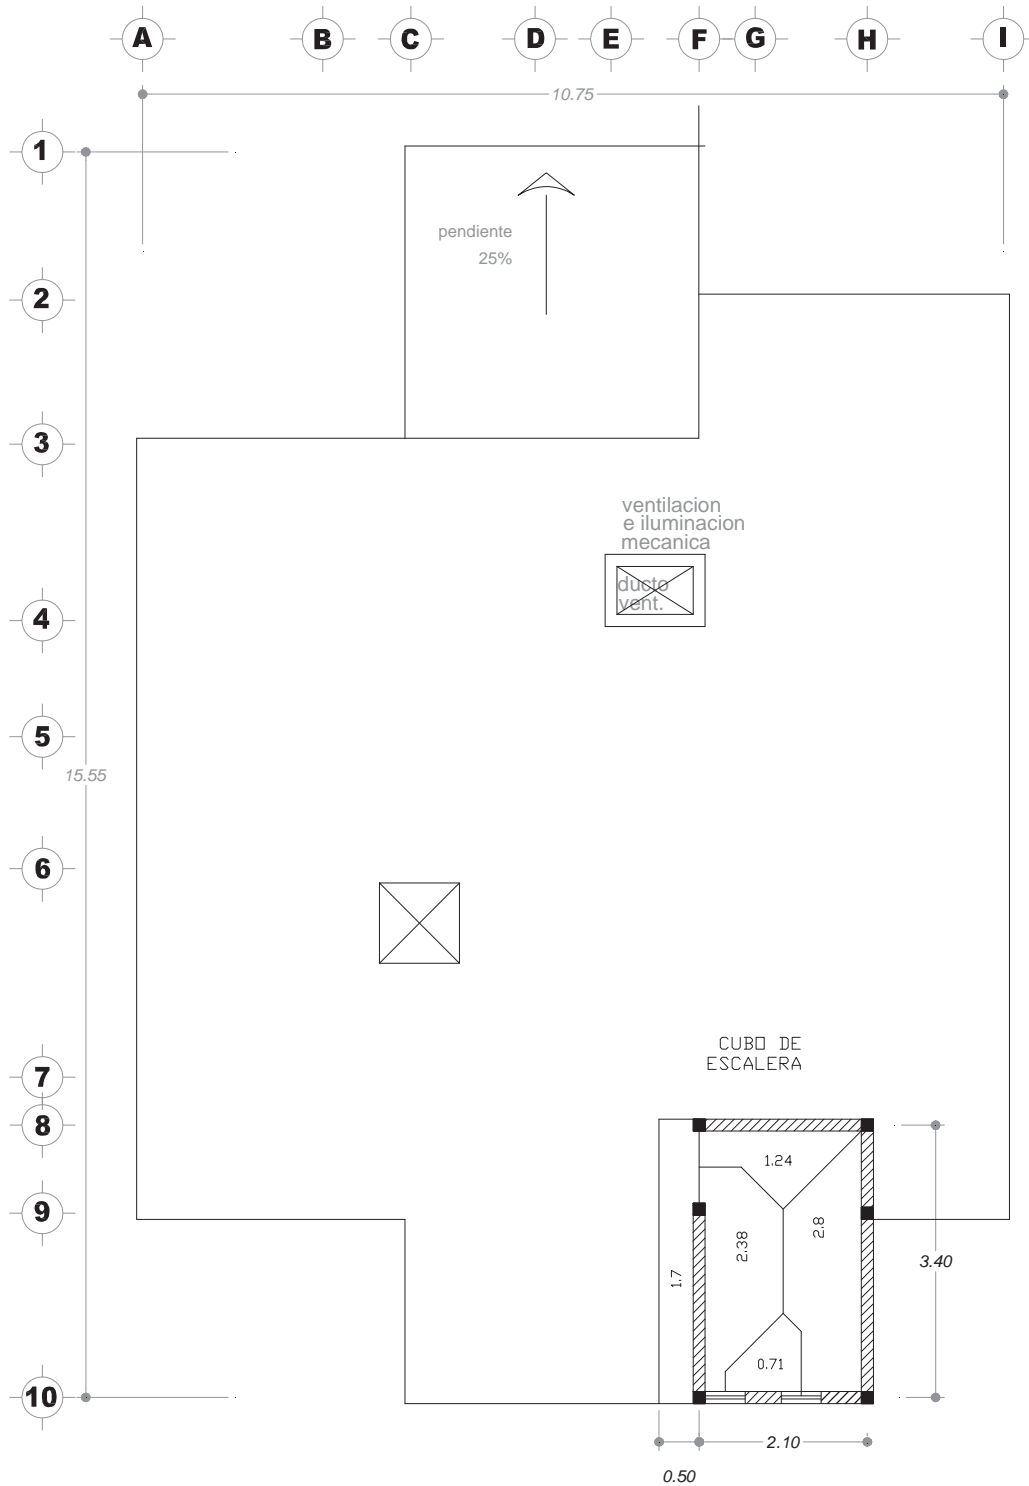 A
B
C
D
E
F
G
H
I
10.75
1
pendiente
25%
2
3
ventilacion
e iluminacion
mecanica
ducto
vent.
4
5
15.55
6
CUBO DE
ESCALERA
7
8
1.24
9
2.8
2.38
3.40
1.7
0.71
10
2.10
0.50